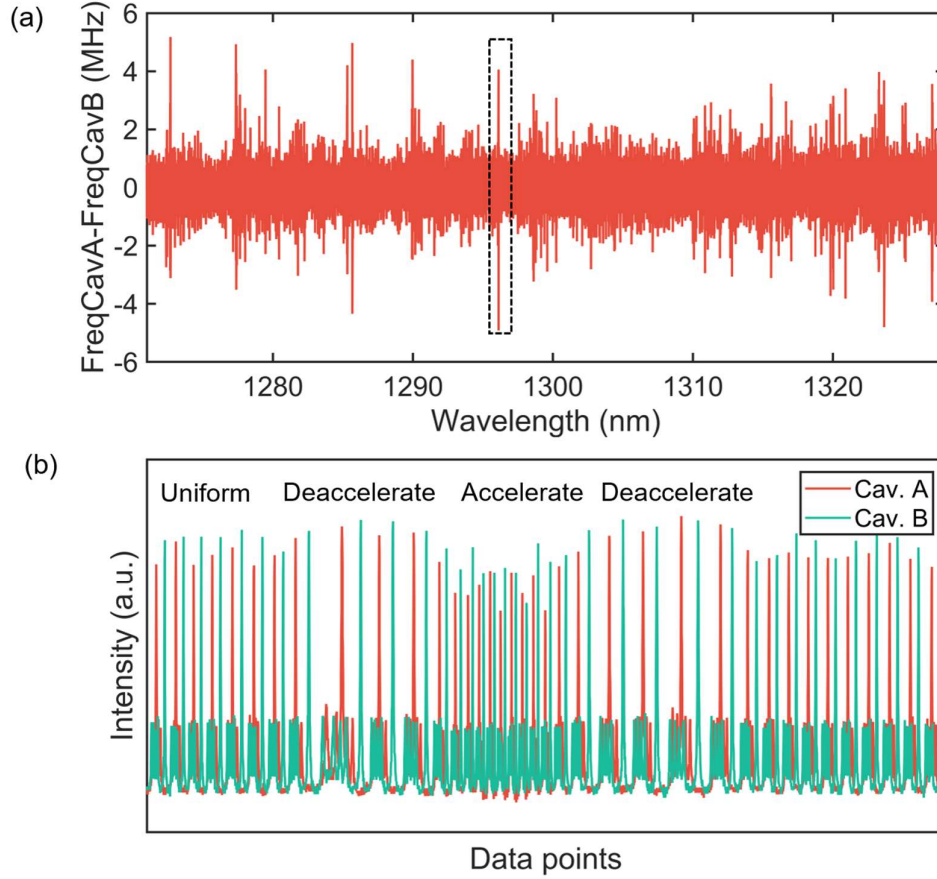 (a)
FreqCavA-FreqCavB (MHz)
6
4
2
0
-2
-4
-6
1280 1290 1300 1310 1320
Wavelength (nm)
(b)
Uniform Deaccelerate Accelerate Deaccelerate
Cav. A
Cav. B
Intensity (a.u.)
Data points